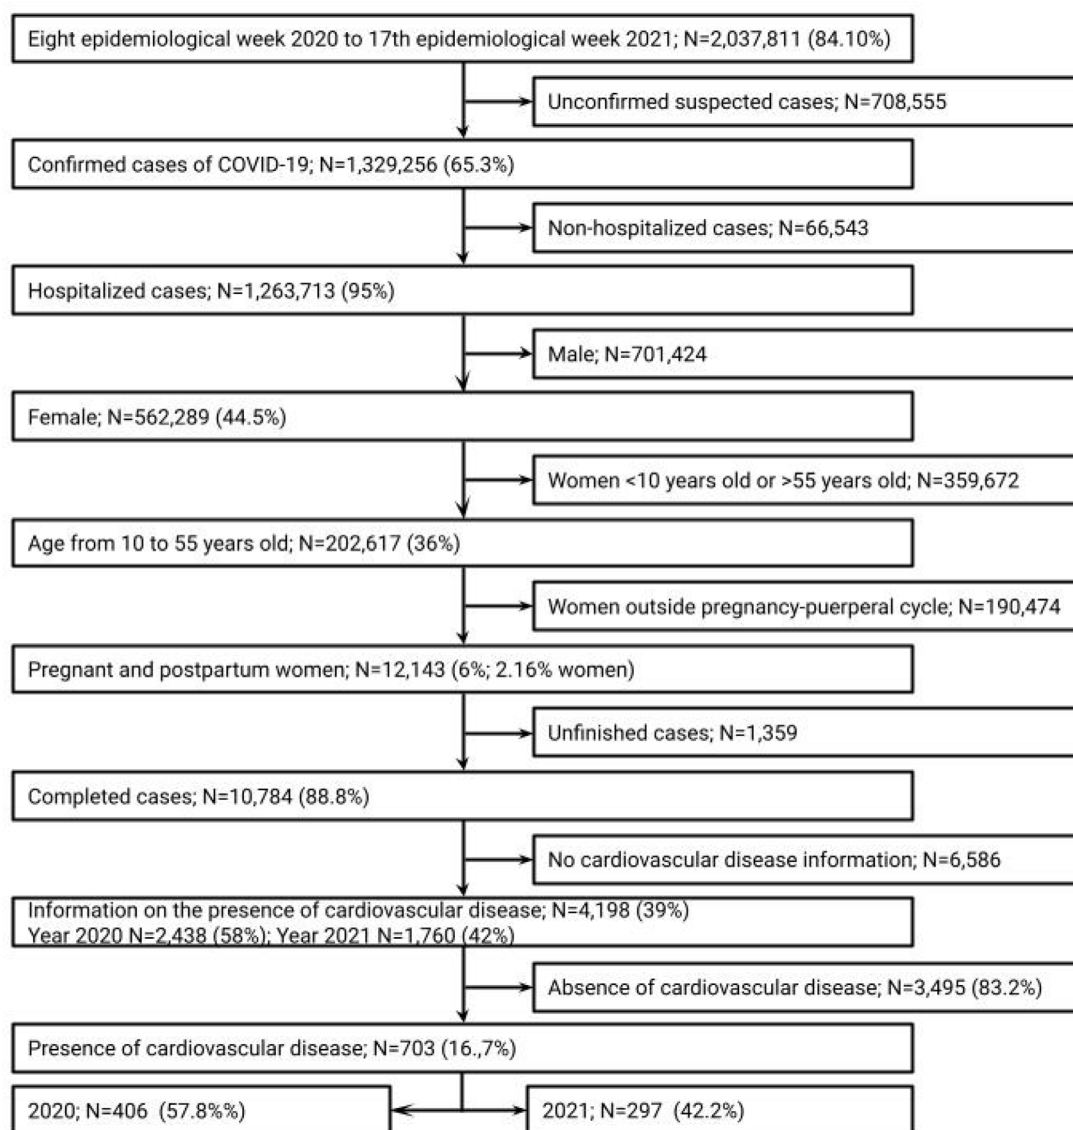 Eight epidemiological week 2020 to 17th epidemiological week 2021; N=2,037,811 (84.10%)
Unconfirmed suspected cases; N=708,555
Confirmed cases of COVID-19; N=1,329,256 (65.3%)
Non-hospitalized cases; N=66,543
Hospitalized cases; N=1,263,713 (95%)
Male; N=701,424
Female; N=562,289 (44.5%)
Women <10 years old or >55 years old; N=359,672
Age from 10 to 55 years old; N=202,617 (36%)
Women outside pregnancy-puerperal cycle; N=190,474
Pregnant and postpartum women; N=12,143 (6%; 2.16% women)
Unfinished cases; N=1,359
Completed cases; N=10,784 (88.8%)
No cardiovascular disease information; N=6,586
Information on the presence of cardiovascular disease; N=4,198 (39%)
Year 2020 N=2,438 (58%); Year 2021 N=1,760 (42%)
Absence of cardiovascular disease; N=3,495 (83.2%)
Presence of cardiovascular disease; N=703 (16.,7%)
2020; N=406 (57.8%%)
2021; N=297 (42.2%)